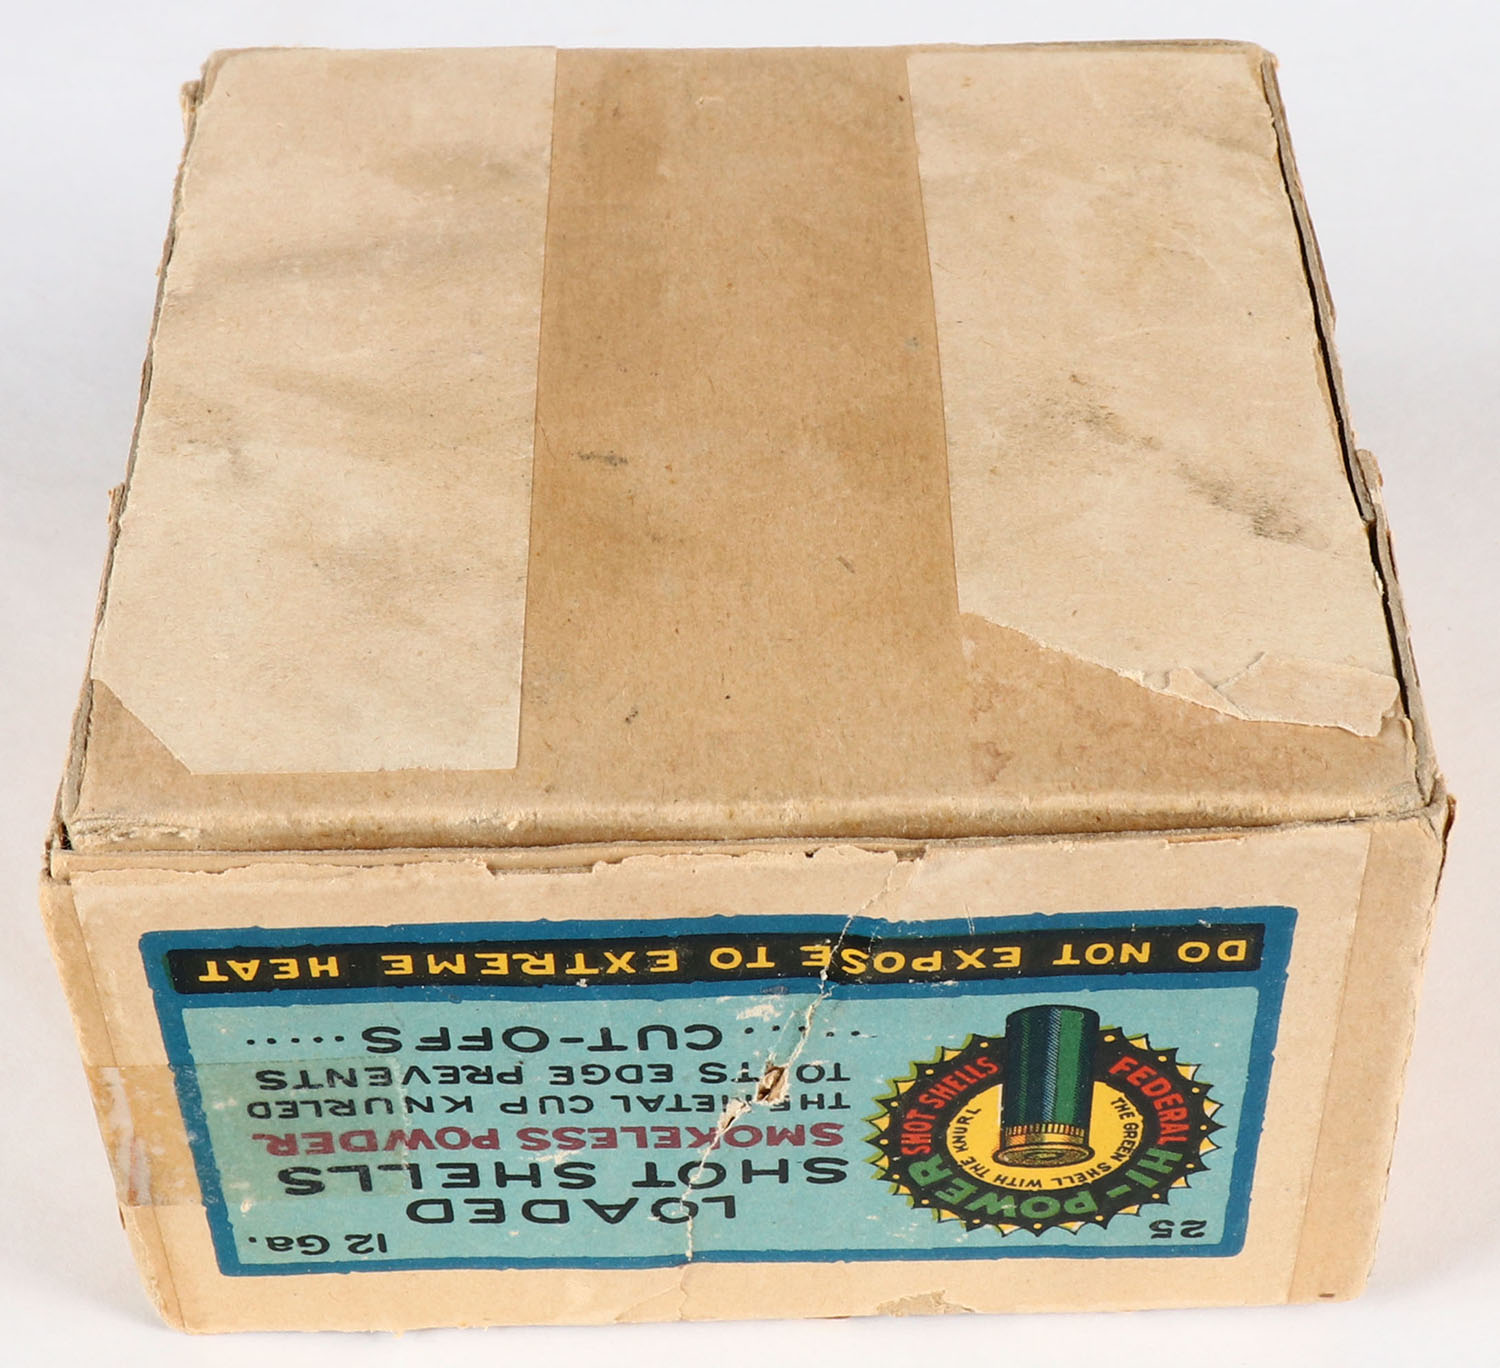 25
12 Ga.
FEDERAL HI-POWER SHOT SHELLS
THE GREEN SHELL WITH THE KNURL
LOADED
SHOT SHELLS
SMOKELESS POWDER
THE METAL CUP KNURLED
TO ITS EDGE PREVENTS
..... CUT-OFFS .....
DO NOT EXPOSE TO EXTREME HEAT